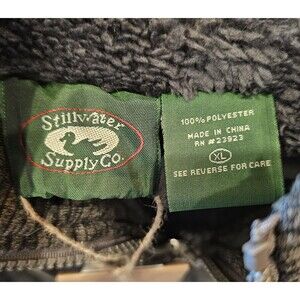 Stillwater
Supply Co.
100% POLYESTER
MADE IN CHINA
RN #23923
XL
SEE REVERSE FOR CARE